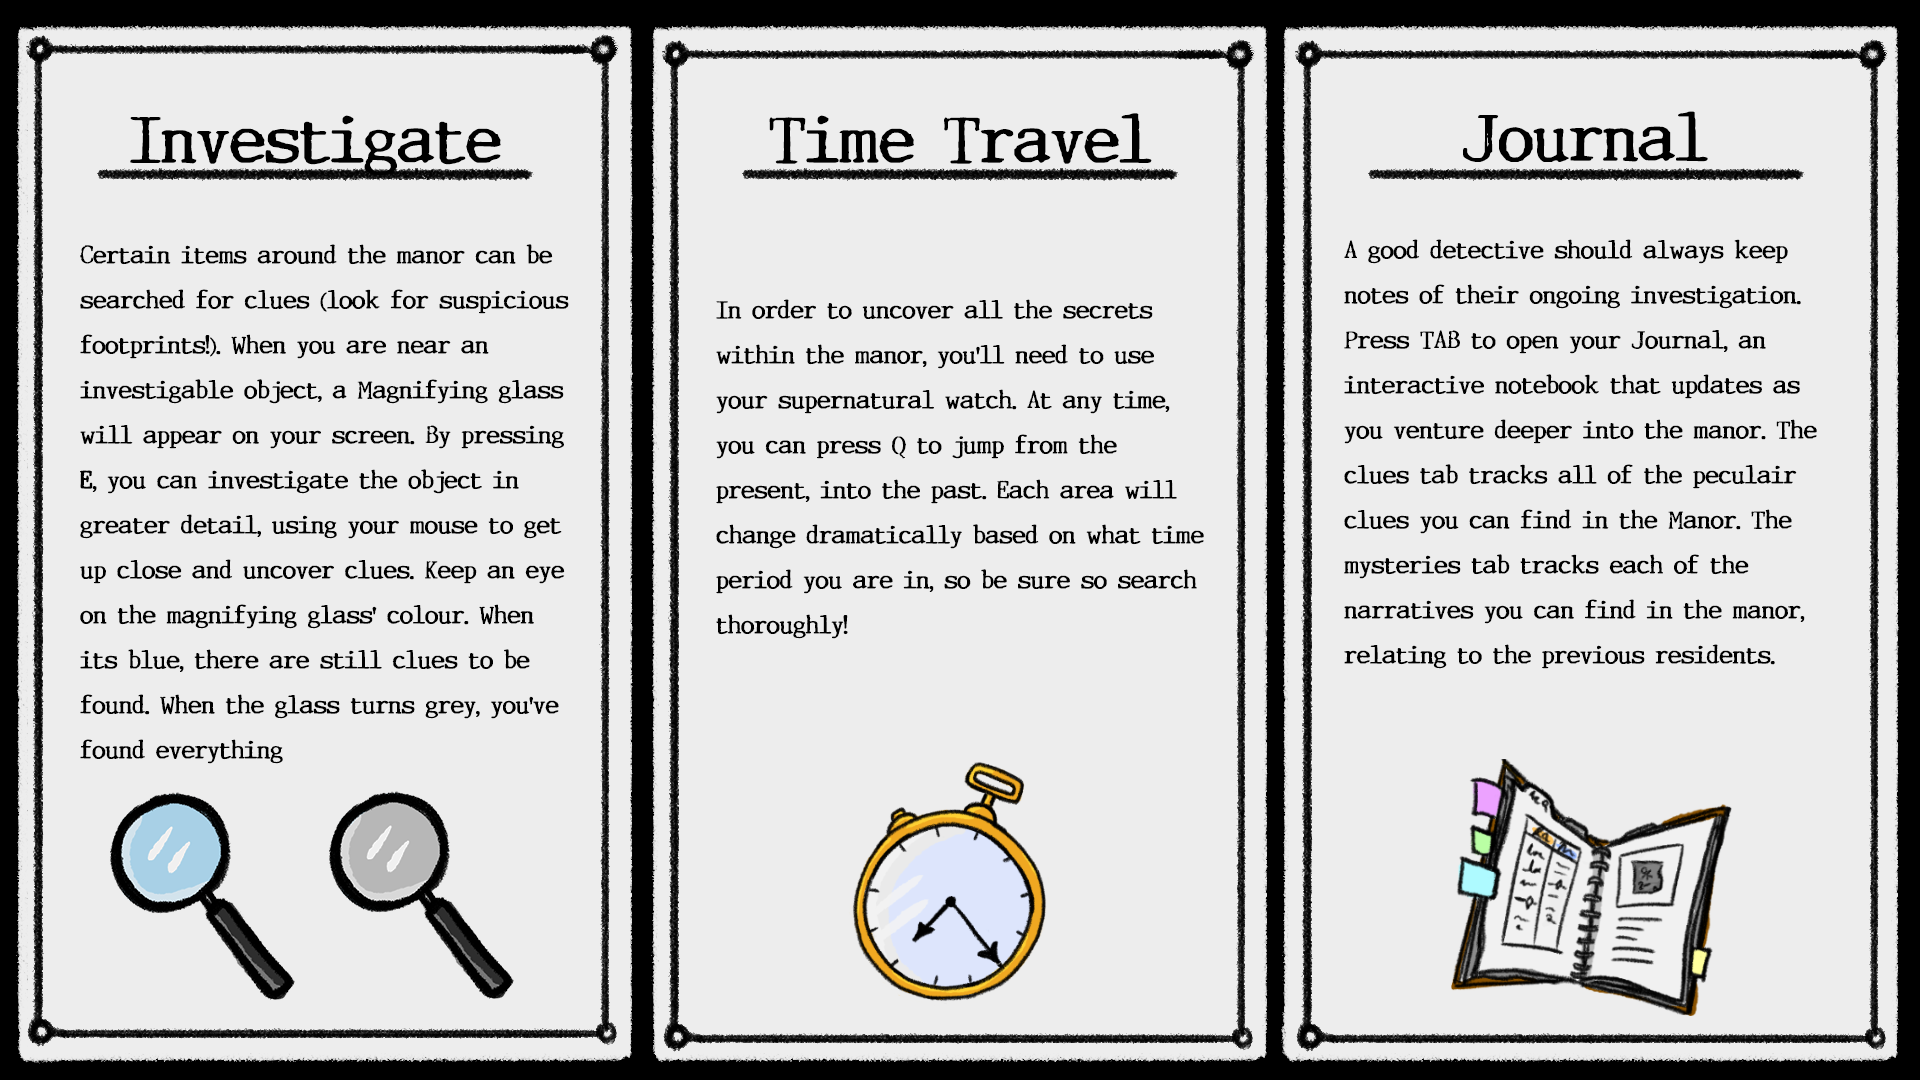 Investigate
Certain items around the manor can be
searched for clues (look for suspicious
footprints!). When you are near an
investigable object, a Magnifying glass
will appear on your screen. By pressing
E, you can investigate the object in
greater detail, using your mouse to get
up close and uncover clues. Keep an eye
on the magnifying glass' colour. When
its blue, there are still clues to be
found. When the glass turns grey, you've
found everything
Time Travel
In order to uncover all the secrets
within the manor, you'll need to use
your supernatural watch. At any time,
you can press Q to jump from the
present, into the past. Each area will
change dramatically based on what time
period you are in, so be sure so search
thoroughly!
Journal
A good detective should always keep
notes of their ongoing investigation.
Press TAB to open your Journal, an
interactive notebook that updates as
you venture deeper into the manor. The
clues tab tracks all of the peculair
clues you can find in the Manor. The
mysteries tab tracks each of the
narratives you can find in the manor,
relating to the previous residents.